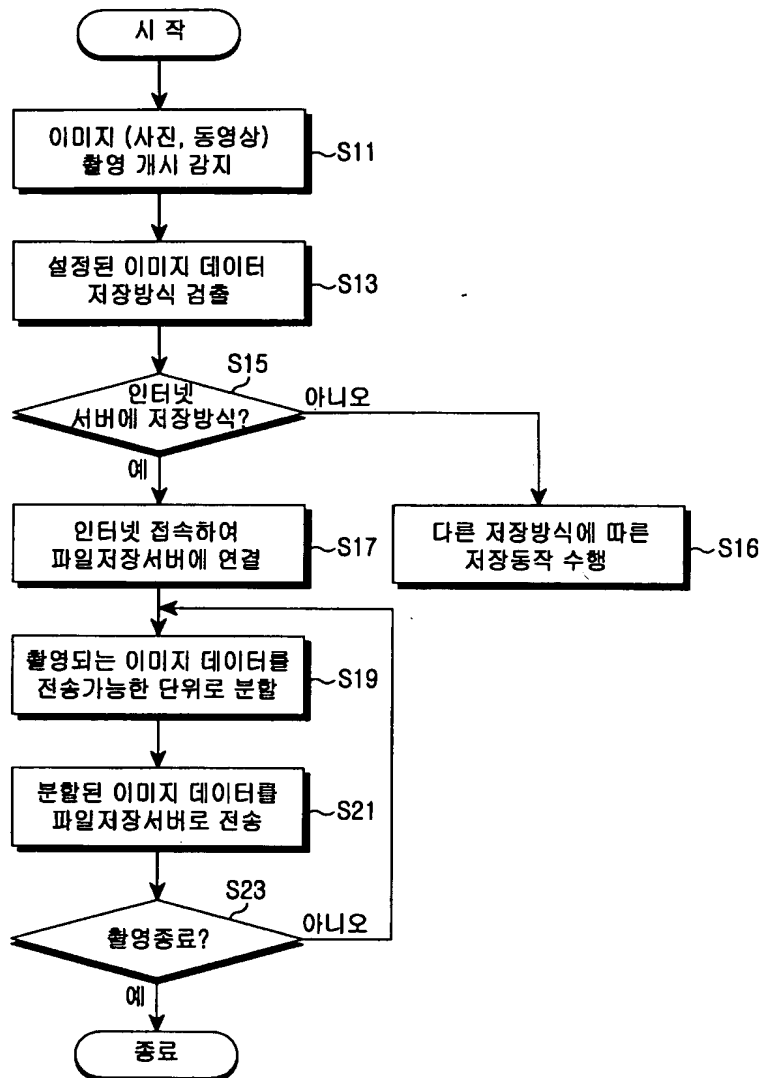 시 작
이미지 (사진, 동영상)
촬영 개시 감지
S11
설정된 이미지 데이터
저장방식 검출
S13
S15
인터넷
서버에 저장방식?
아니오
예
인터넷 접속하여
파일저장서버에 연결
S17
다른 저장방식에 따른
저장동작 수행
S16
촬영되는 이미지 데이터를
전송가능한 단위로 분할
S19
분할된 이미지 데이터를
파일저장서버로 전송
S21
S23
촬영종료?
아니오
예
종료